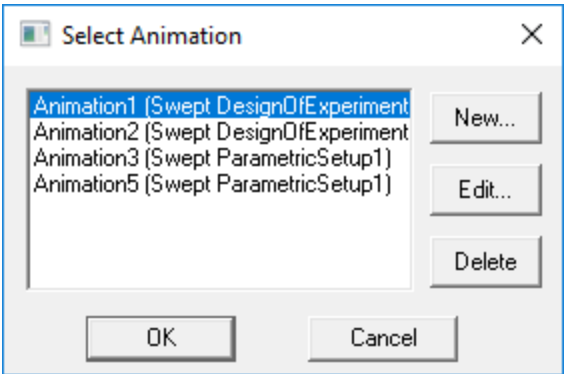 Select Animation
Animation1 (Swept DesignOfExperiment
Animation2 (Swept DesignOfExperiment
Animation3 (Swept ParametricSetup1)
Animation5 (Swept ParametricSetup1)
New...
Edit...
Delete
OK
Cancel